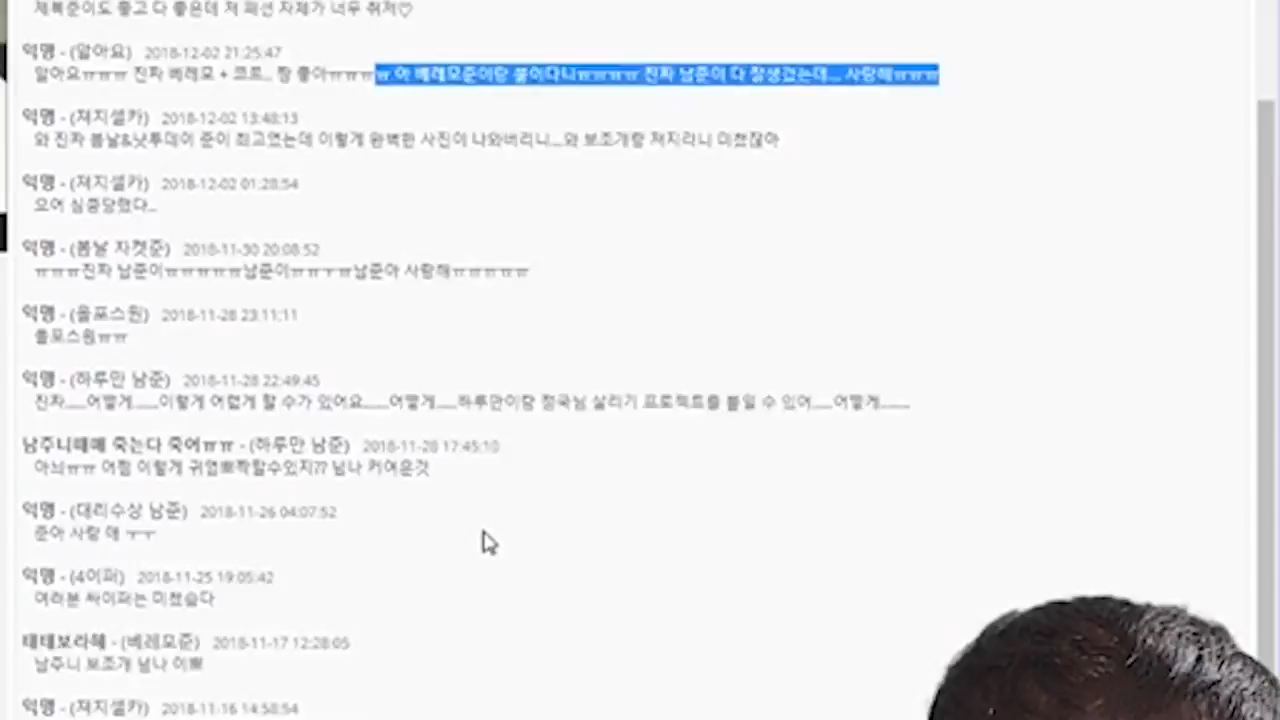 제복준이도 좋고 다 좋은데 저 패션 자체가 너무 취저♡
익명 - (알아요) 2018-12-02 21:25:47
알아요ㅠㅠㅠ 진짜 베레모 + 코트.. 짱 좋아ㅠㅠㅠㅠ 이 베레모준이랑 셀이다니ㅠㅠㅠㅠ 진짜 남준이 다 잘생겼는데... 사랑해ㅠㅠㅠ
익명 - (져지셀카) 2018-12-02 13:48:13
와 진짜 봄날&낫투데이 준이 최고였는데 이렇게 완벽한 사진이 나와버리니....와 보조개랑 져지라니 미쳤잖아
익명 - (져지셀카) 2018-12-02 01:28:54
으어 심쿵당했다...
익명 - (봄날 자켓준) 2018-11-30 20:08:52
ㅠㅠㅠ진짜 남준이ㅠㅠㅠㅠㅠ남준이ㅠㅠㅜㅠ남준아 사랑해ㅠㅠㅠㅠㅠ
익명 - (올포스원) 2018-11-28 23:11:11
올포스원ㅠㅠ
익명 - (하루만 남준) 2018-11-28 22:49:45
진짜......어떻게......이렇게 어렵게 할 수가 있어요......어떻게......하루만이랑 정국님 살리기 프로젝트를 붙일 수 있어.....어떻게.......
남주니때메 죽는다 죽어ㅠㅠ - (하루만 남준) 2018-11-28 17:45:10
아늬ㅠㅠ 어쩜 이렇게 귀염뽀짝할수있지?? 넘나 커여운것
익명 - (대리수상 남준) 2018-11-26 04:07:52
준아 사랑 해 ㅜㅜ
익명 - (4이퍼) 2018-11-25 19:05:42
여러분 싸이퍼는 미쳤습다
태태보라해 - (베레모준) 2018-11-17 12:28:05
남주니 보조개 넘나 이뽀
익명 - (져지셀카) 2018-11-16 14:58:54